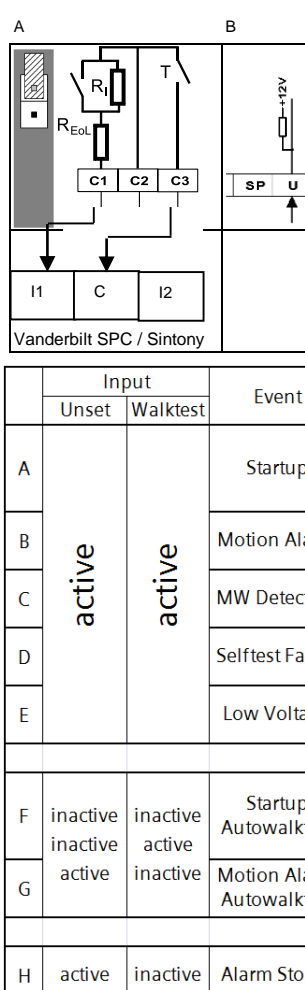 A B
T
R_I
R_EoL
+12V
C1 C2 C3
SP U
I1 C I2
Vanderbilt SPC / Sintony
Input
Unset Walktest Event
A Startup
B Motion Al
C MW Detec
D Selftest Fa
E Low Volta
active active
F inactive inactive Startup
inactive active Autowalk
active inactive
G Motion Al
Autowalk
H active inactive Alarm Sto